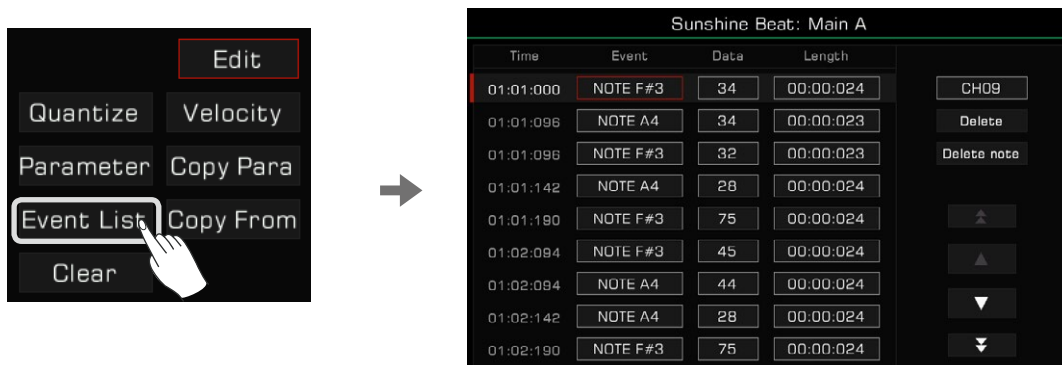 Edit
Quantize Velocity
Parameter Copy Para
Event List Copy From
Clear
Sunshine Beat: Main A
Time Event Data Length
01:01:000 NOTE F#3 34 00:00:024 CH09
01:01:096 NOTE A4 34 00:00:023 Delete
01:01:096 NOTE F#3 32 00:00:023 Delete note
01:01:142 NOTE A4 28 00:00:024
01:01:190 NOTE F#3 75 00:00:024
01:02:094 NOTE F#3 45 00:00:024
01:02:094 NOTE A4 44 00:00:024
01:02:142 NOTE A4 28 00:00:024
01:02:190 NOTE F#3 75 00:00:024